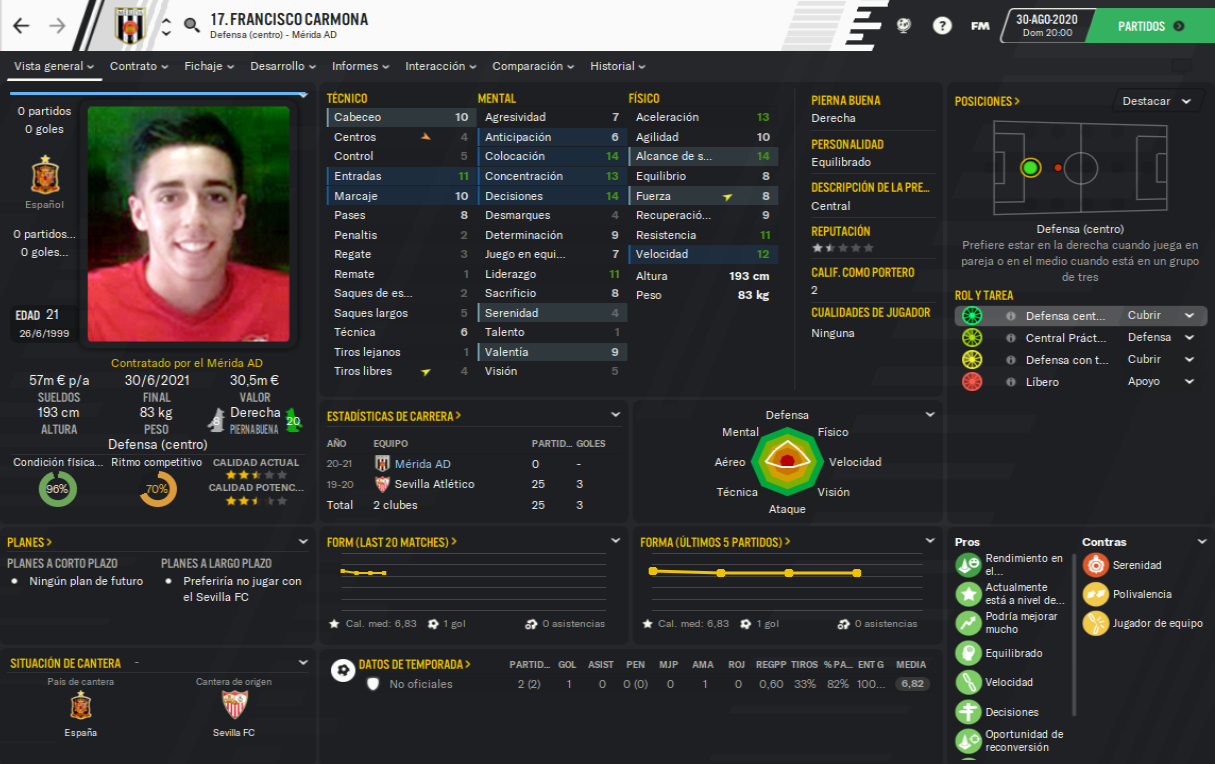 17. FRANCISCO CARMONA
Defensa (centro) - Mérida AD
FM
30-AGO-2020
Dom 20:00
PARTIDOS
Vista general
Contrato
Fichaje
Desarrollo
Informes
Interacción
Comparación
Historial
0 partidos
0 goles
Español
0 partidos...
0 goles...
EDAD 21
26/6/1999
Contratado por el Mérida AD
57m € p/a 30/6/2021 30,5m €
SUELDOS FINAL VALOR
193 cm 83 kg Derecha
ALTURA PESO PIERNA BUENA
8 20
Defensa (centro)
Condición física... Ritmo competitivo CALIDAD ACTUAL
96% 70%
CALIDAD POTENC...
TÉCNICO
Cabeceo 10
Centros 4
Control 5
Entradas 11
Marcaje 10
Pases 8
Penaltis 2
Regate 3
Remate 1
Saques de es... 2
Saques largos 5
Técnica 6
Tiros lejanos 1
Tiros libres 4
MENTAL
Agresividad 7
Anticipación 6
Colocación 14
Concentración 13
Decisiones 14
Desmarques 4
Determinación 9
Juego en equi... 7
Liderazgo 11
Sacrificio 8
Serenidad 4
Talento 1
Valentía 9
Visión 5
FÍSICO
Aceleración 13
Agilidad 10
Alcance de s... 14
Equilibrio 8
Fuerza 8
Recuperació... 9
Resistencia 11
Velocidad 12
Altura 193 cm
Peso 83 kg
PIERNA BUENA
Derecha
PERSONALIDAD
Equilibrado
DESCRIPCIÓN DE LA PRE...
Central
REPUTACIÓN
CALIF. COMO PORTERO
2
CUALIDADES DE JUGADOR
Ninguna
POSICIONES
Destacar
Defensa (centro)
Prefiere estar en la derecha cuando juega en
pareja o en el medio cuando está en un grupo
de tres
ROL Y TAREA
Defensa cent... Cubrir
Central Práct... Defensa
Defensa con t... Cubrir
Líbero Apoyo
ESTADÍSTICAS DE CARRERA
AÑO EQUIPO PARTID... GOLES
20-21 Mérida AD 0 -
19-20 Sevilla Atlético 25 3
Total 2 clubes 25 3
Defensa
Mental Físico
Aéreo Velocidad
Técnica Visión
Ataque
PLANES
PLANES A CORTO PLAZO
Ningún plan de futuro
PLANES A LARGO PLAZO
Preferiría no jugar con
el Sevilla FC
FORM (LAST 20 MATCHES)
Cal. med: 6,83 1 gol 0 asistencias
FORMA (ÚLTIMOS 5 PARTIDOS)
Cal. med: 6,83 1 gol 0 asistencias
Pros
Rendimiento en
el...
Actualmente
está a nivel de...
Podría mejorar
mucho
Equilibrado
Velocidad
Decisiones
Oportunidad de
reconversión
Contras
Serenidad
Polivalencia
Jugador de equipo
SITUACIÓN DE CANTERA -
País de cantera Cantera de origen
España Sevilla FC
DATOS DE TEMPORADA
PARTID... GOL ASIST PEN MJP AMA ROJ REGPP TIROS % PA... ENT G MEDIA
No oficiales 2 (2) 1 0 0 (0) 0 1 0 0,60 33% 82% 100... 6,82